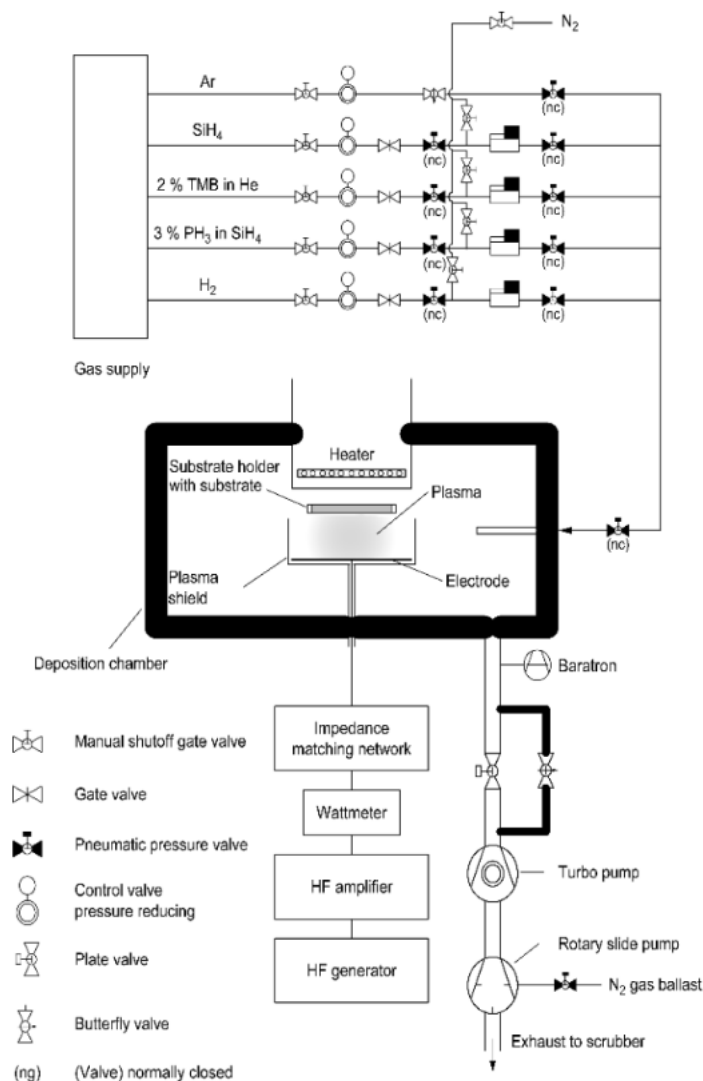 N2
Ar
(nc)
SiH4
(nc)
(nc)
2 % TMB in He
(nc)
(nc)
3 % PH3 in SiH4
(nc)
(nc)
H2
(nc)
(nc)
Gas supply
Heater
Substrate holder
with substrate
Plasma
(nc)
Plasma
shield
Electrode
Deposition chamber
Baratron
Manual shutoff gate valve
Impedance
matching network
Gate valve
Wattmeter
Pneumatic pressure valve
Turbo pump
Control valve
pressure reducing
HF amplifier
Rotary slide pump
Plate valve
HF generator
N2 gas ballast
Butterfly valve
Exhaust to scrubber
(ng) (Valve) normally closed